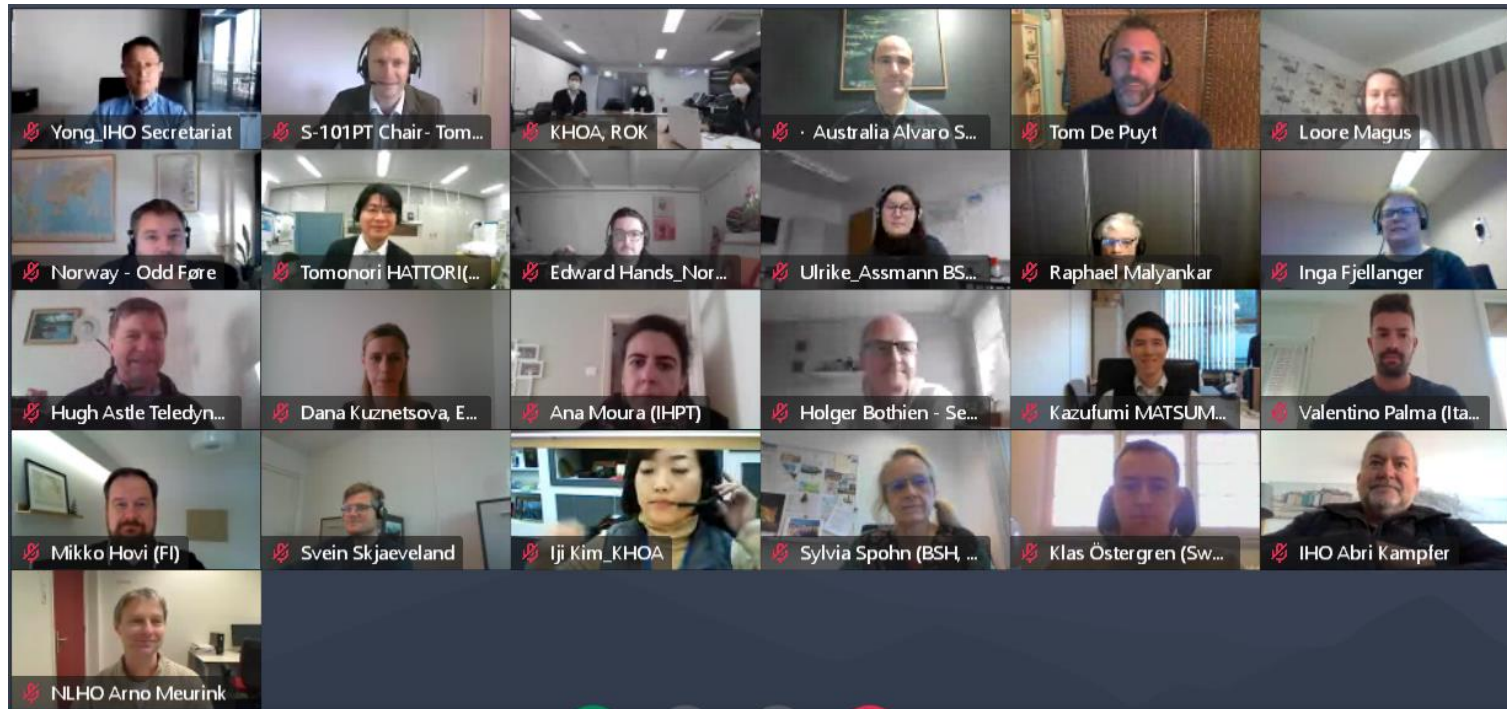 Yong_IHO Secretariat
S-101PT Chair- Tom...
KHOA, ROK
· Australia Alvaro S...
Tom De Puyt
Loore Magus
Norway - Odd Føre
Tomonori HATTORI(...
Edward Hands_Nor...
Ulrike_Assmann BS...
Raphael Malyankar
Inga Fjellanger
Hugh Astle Teledyn...
Dana Kuznetsova, E...
Ana Moura (IHPT)
Holger Bothien - Se...
Kazufumi MATSUM...
Valentino Palma (Ita...
Mikko Hovi (FI)
Svein Skjaeveland
Iji Kim_KHOA
Sylvia Spohn (BSH, ...
Klas Östergren (Sw...
IHO Abri Kampfer
NLHO Arno Meurink